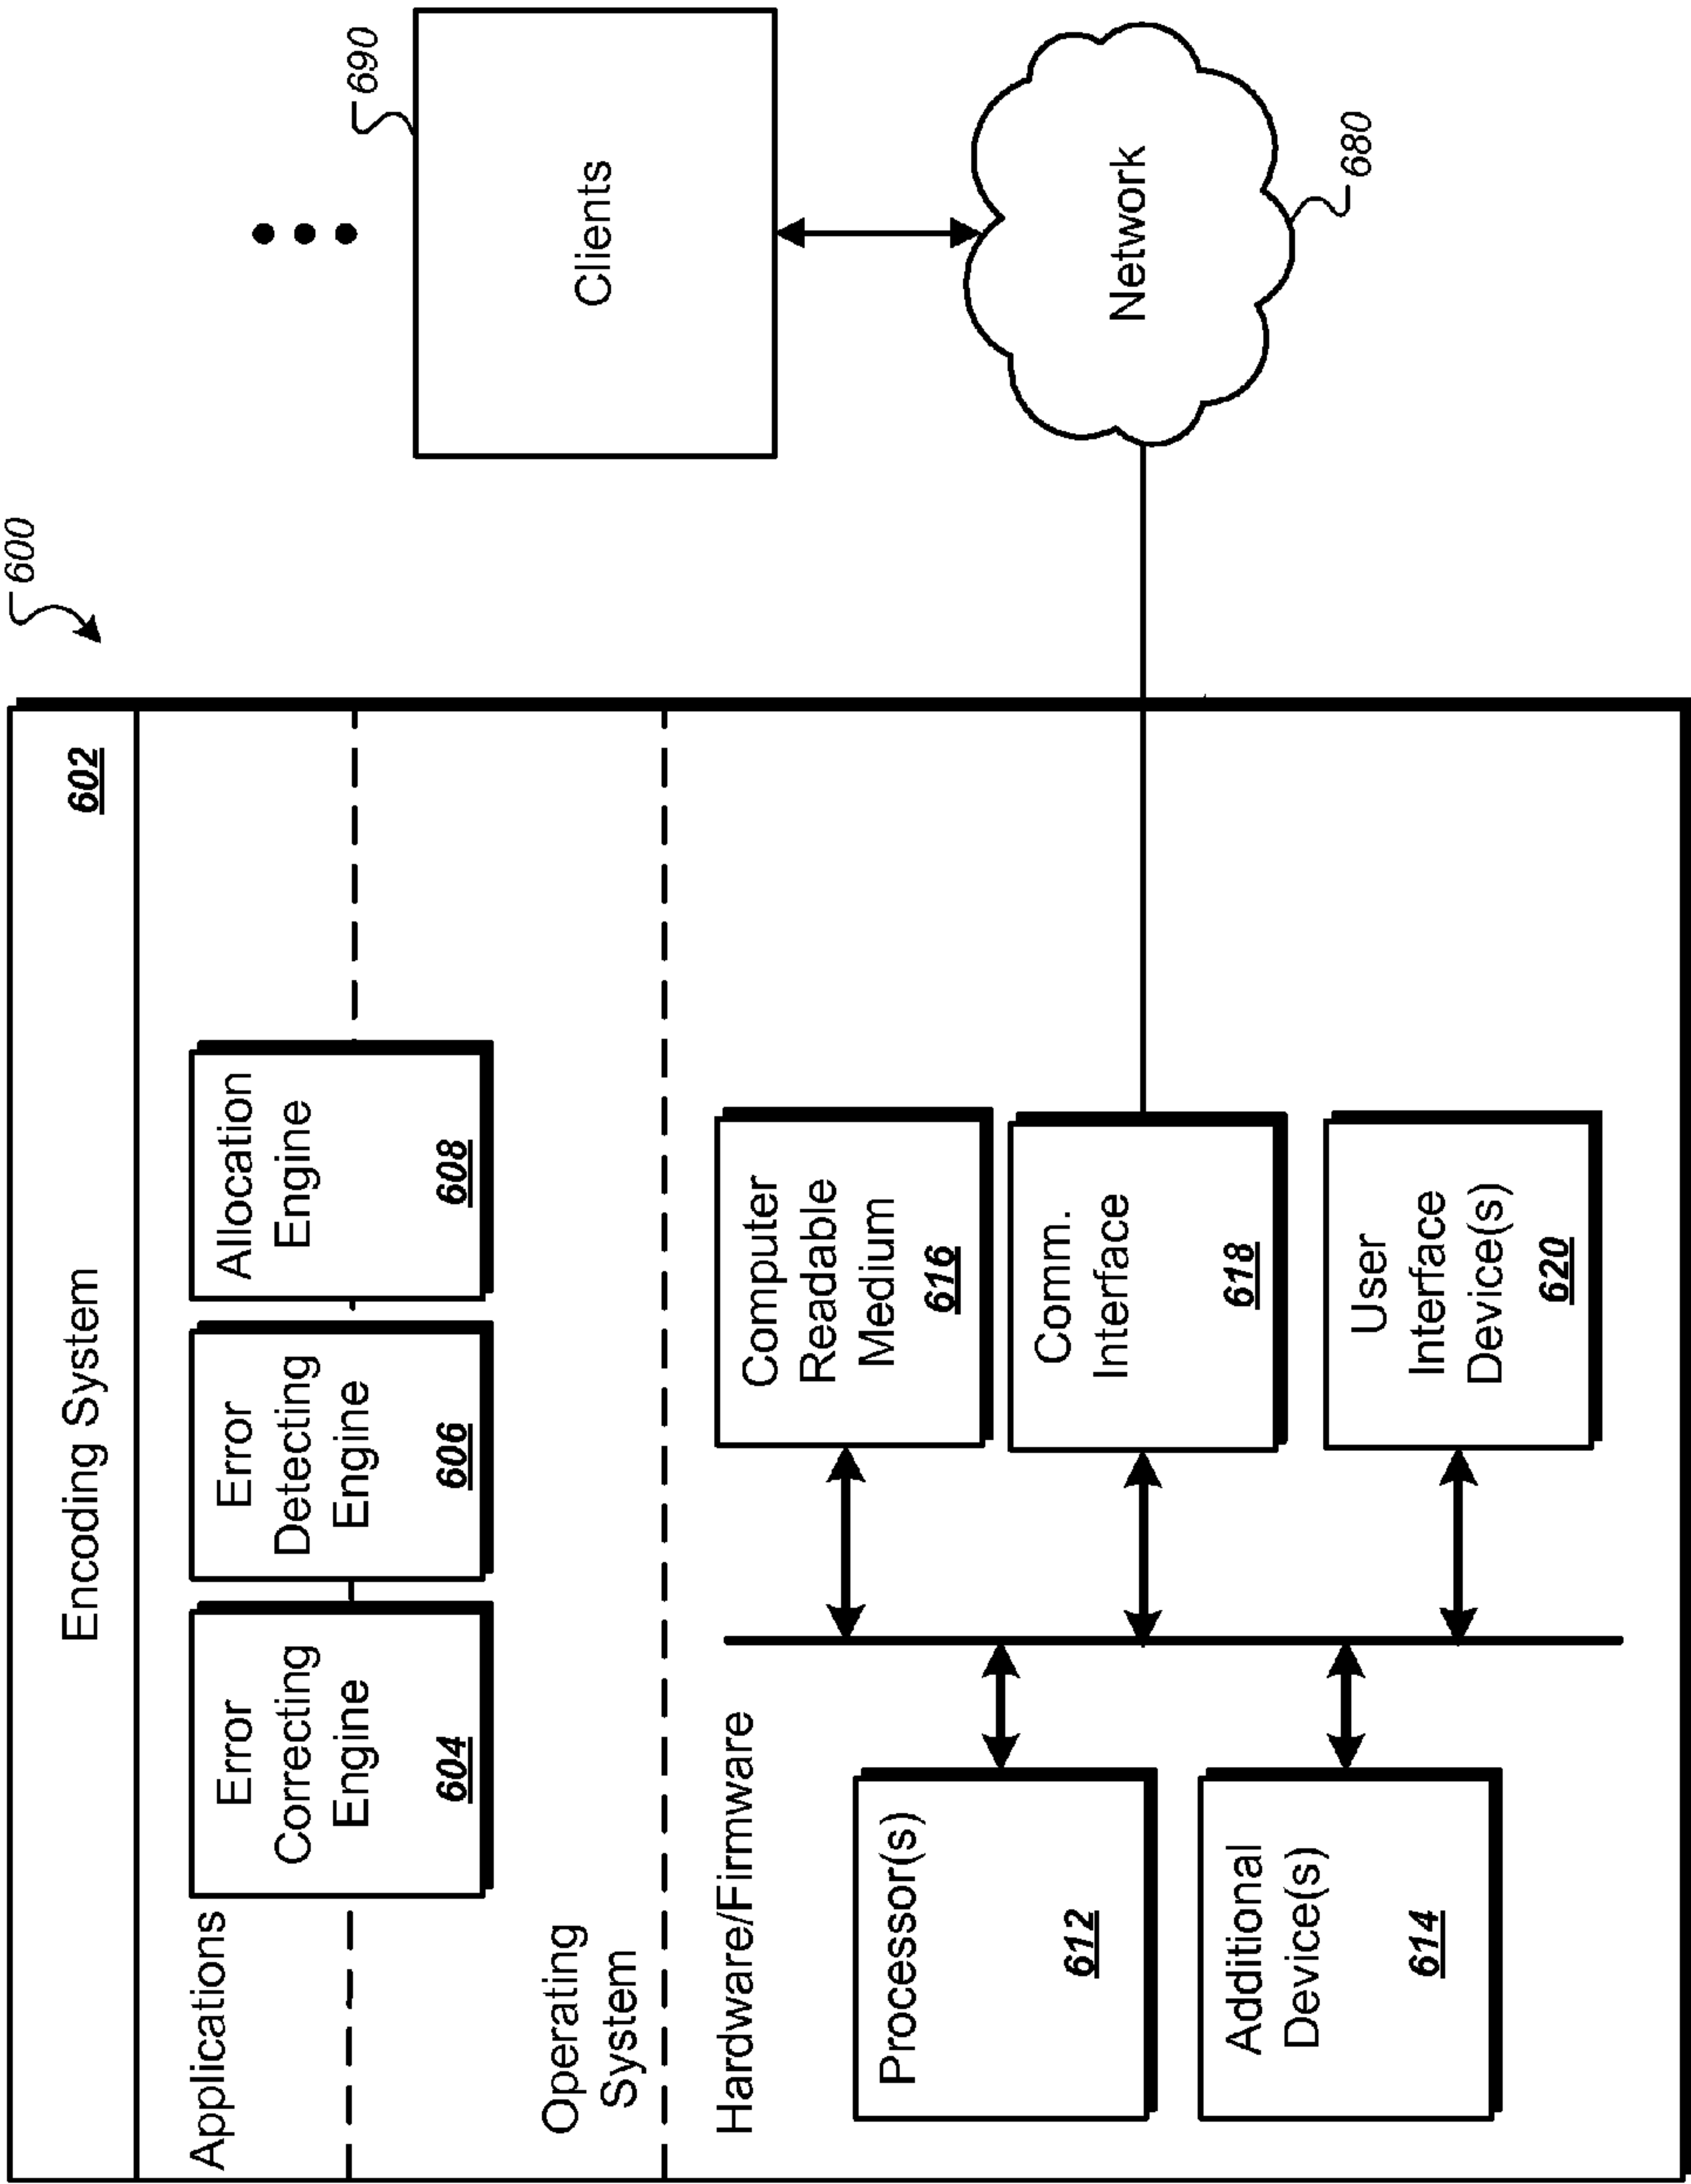 600
Encoding System
602
Applications
Error
Correcting
Engine
604
Error
Detecting
Engine
606
Allocation
Engine
608
Operating
System
Hardware/Firmware
Processor(s)
612
Additional
Device(s)
614
Computer
Readable
Medium
616
Comm.
Interface
618
User
Interface
Device(s)
620
Clients
690
Network
680